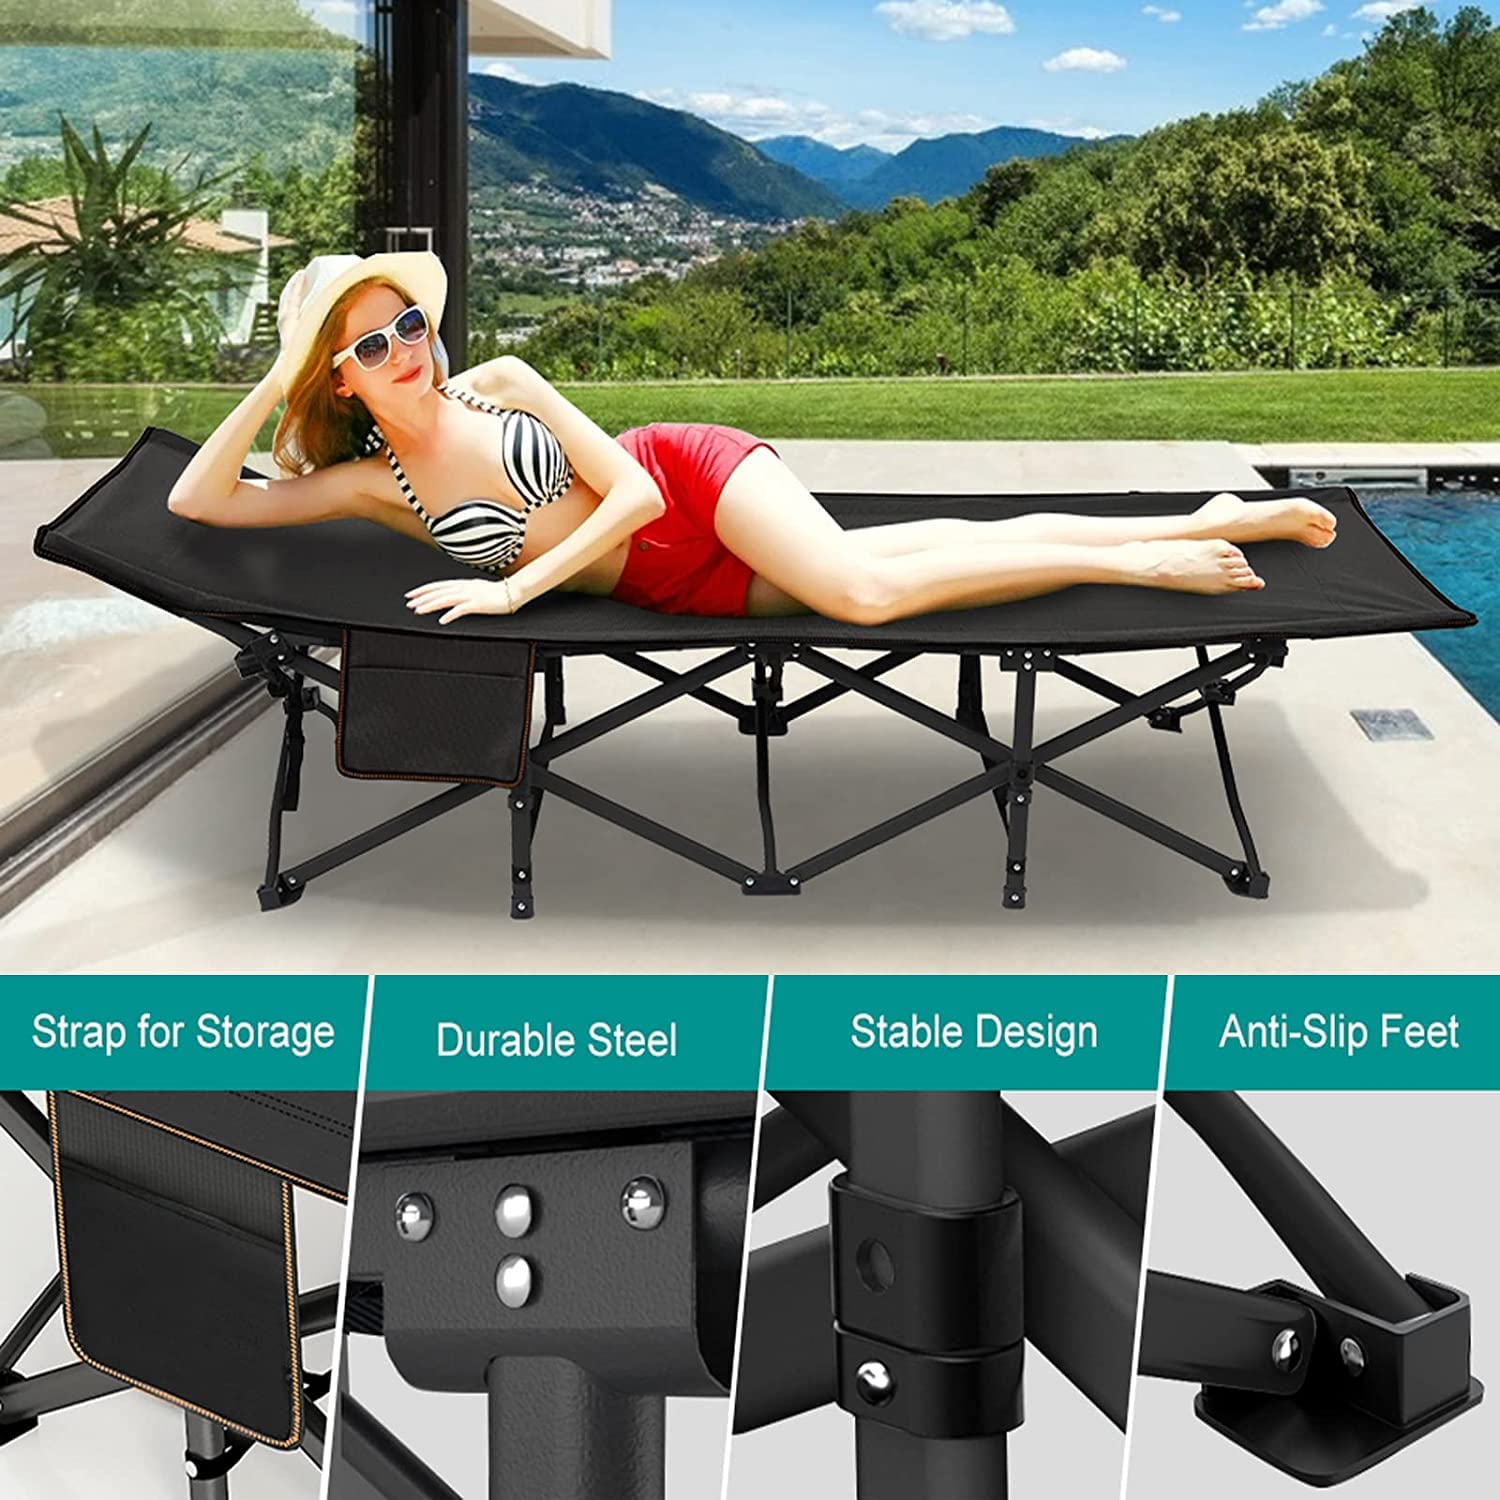 Strap for Storage
Durable Steel
Stable Design
Anti-Slip Feet